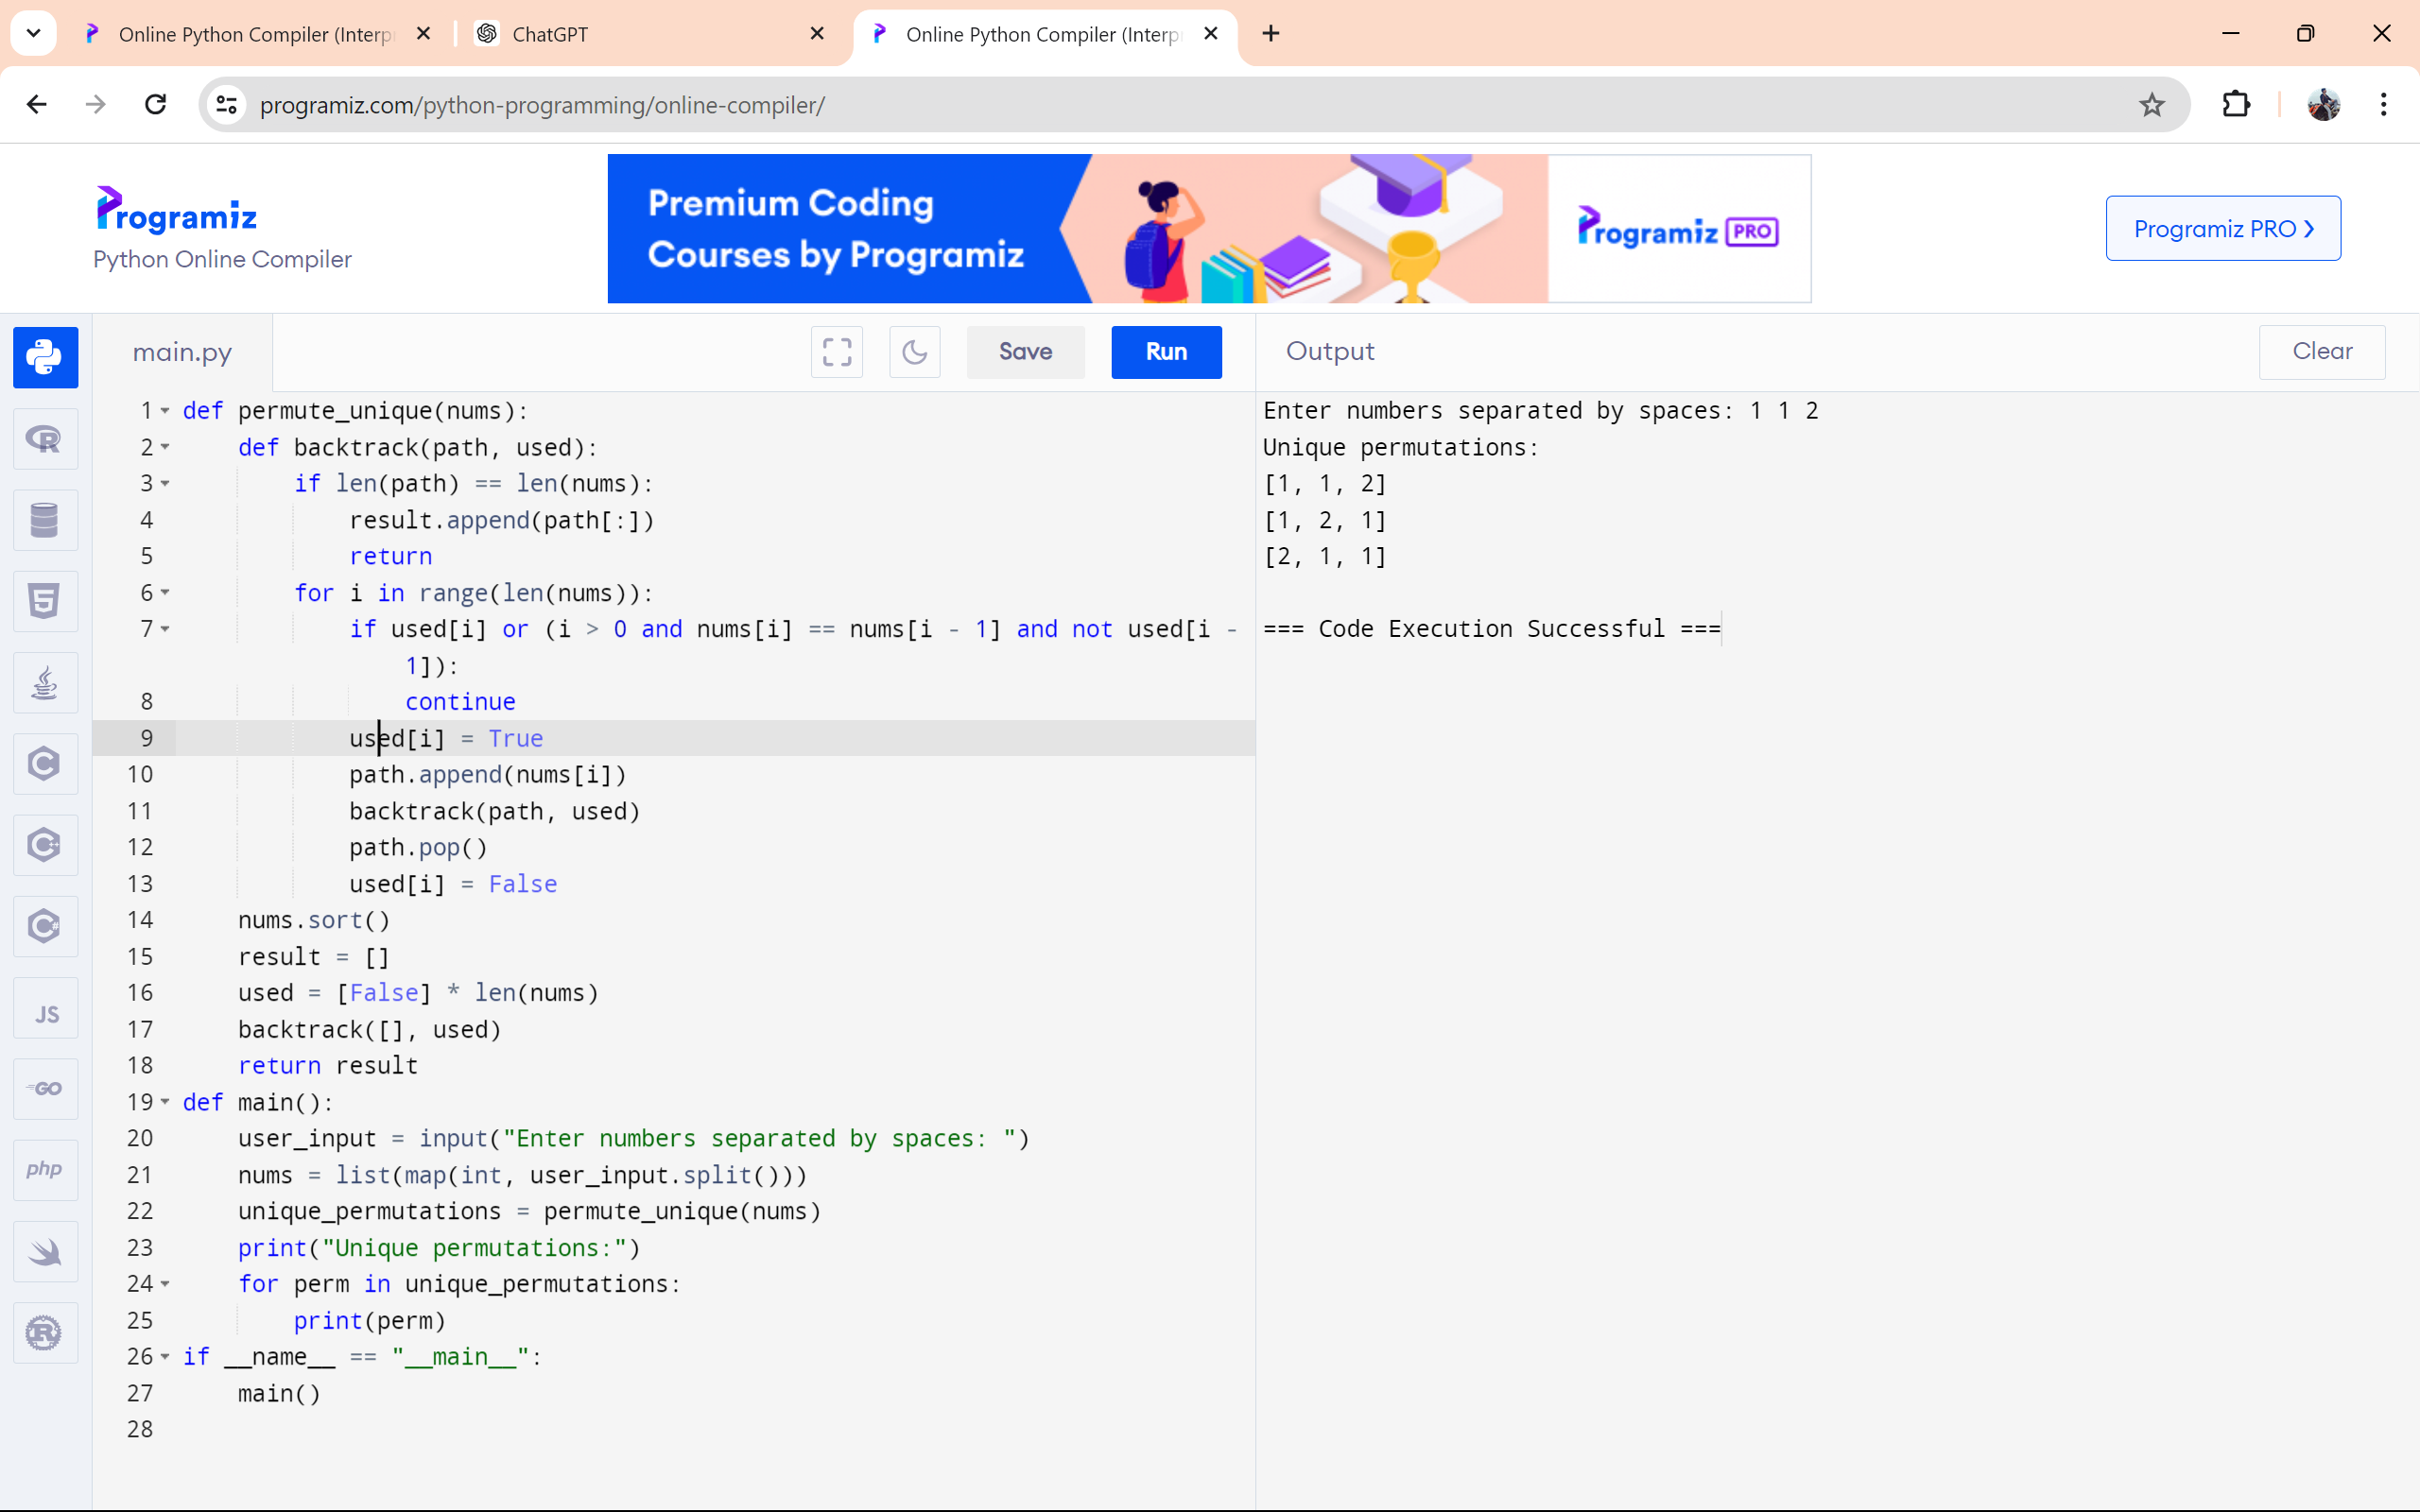 Online Python Compiler (Interp
ChatGPT
Online Python Compiler (Interp
programiz.com/python-programming/online-compiler/
Programiz
Python Online Compiler
Premium Coding
Courses by Programiz
Programiz PRO
Programiz PRO ❯
main.py
Save
Run
Output
Clear
1 def permute_unique(nums):
2     def backtrack(path, used):
3         if len(path) == len(nums):
4             result.append(path[:])
5             return
6         for i in range(len(nums)):
7             if used[i] or (i > 0 and nums[i] == nums[i - 1] and not used[i -
1]):
8                 continue
9             used[i] = True
10             path.append(nums[i])
11             backtrack(path, used)
12             path.pop()
13             used[i] = False
14     nums.sort()
15     result = []
16     used = [False] * len(nums)
17     backtrack([], used)
18     return result
19 def main():
20     user_input = input("Enter numbers separated by spaces: ")
21     nums = list(map(int, user_input.split()))
22     unique_permutations = permute_unique(nums)
23     print("Unique permutations:")
24     for perm in unique_permutations:
25         print(perm)
26 if __name__ == "__main__":
27     main()
28
Enter numbers separated by spaces: 1 1 2
Unique permutations:
[1, 1, 2]
[1, 2, 1]
[2, 1, 1]
=== Code Execution Successful ===
R
5
C
C++
C#
JS
GO
php
R